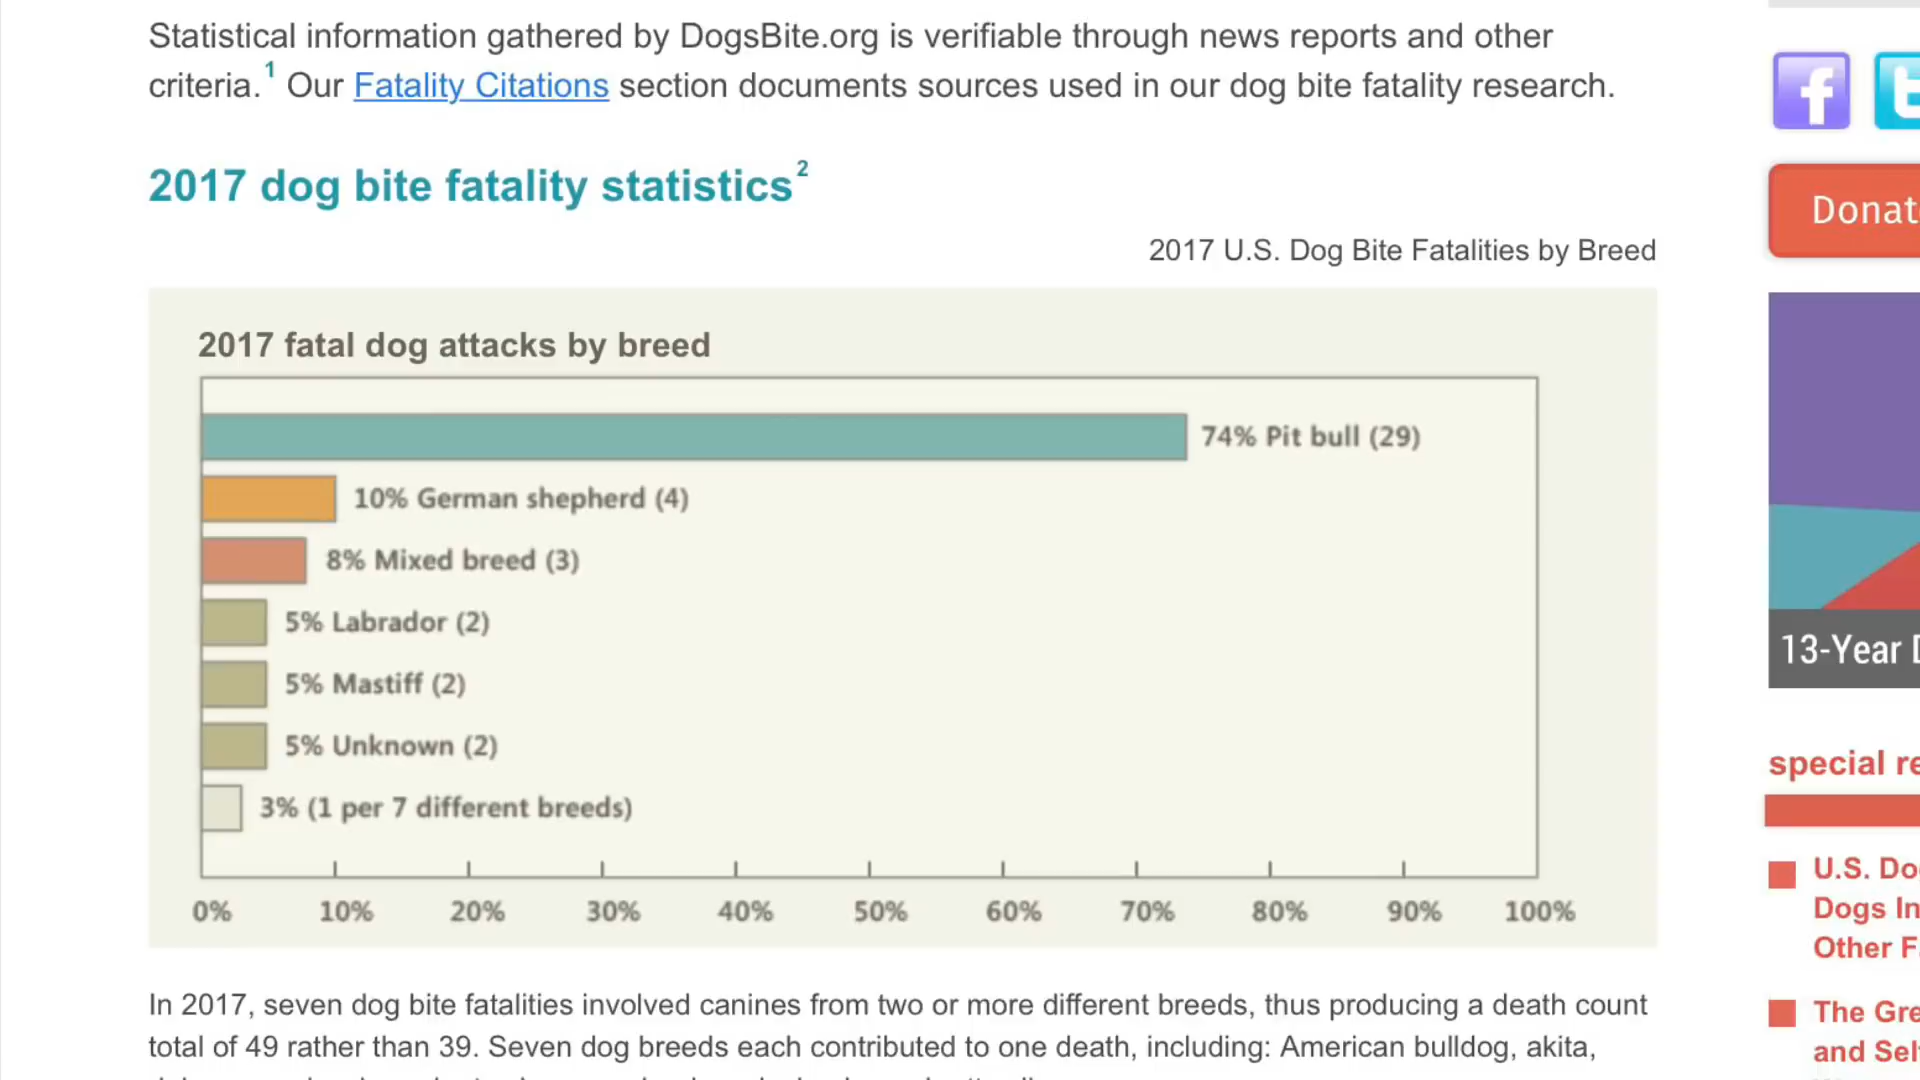 Statistical information gathered by DogsBite.org is verifiable through news reports and other
criteria.1 Our Fatality Citations section documents sources used in our dog bite fatality research.
2017 dog bite fatality statistics2
2017 U.S. Dog Bite Fatalities by Breed
2017 fatal dog attacks by breed
74% Pit bull (29)
10% German shepherd (4)
8% Mixed breed (3)
5% Labrador (2)
5% Mastiff (2)
5% Unknown (2)
3% (1 per 7 different breeds)
0% 10% 20% 30% 40% 50% 60% 70% 80% 90% 100%
In 2017, seven dog bite fatalities involved canines from two or more different breeds, thus producing a death count
total of 49 rather than 39. Seven dog breeds each contributed to one death, including: American bulldog, akita,
f
t
Donat
13-Year
special re
U.S. Do
Dogs In
Other F
The Gre
and Sel